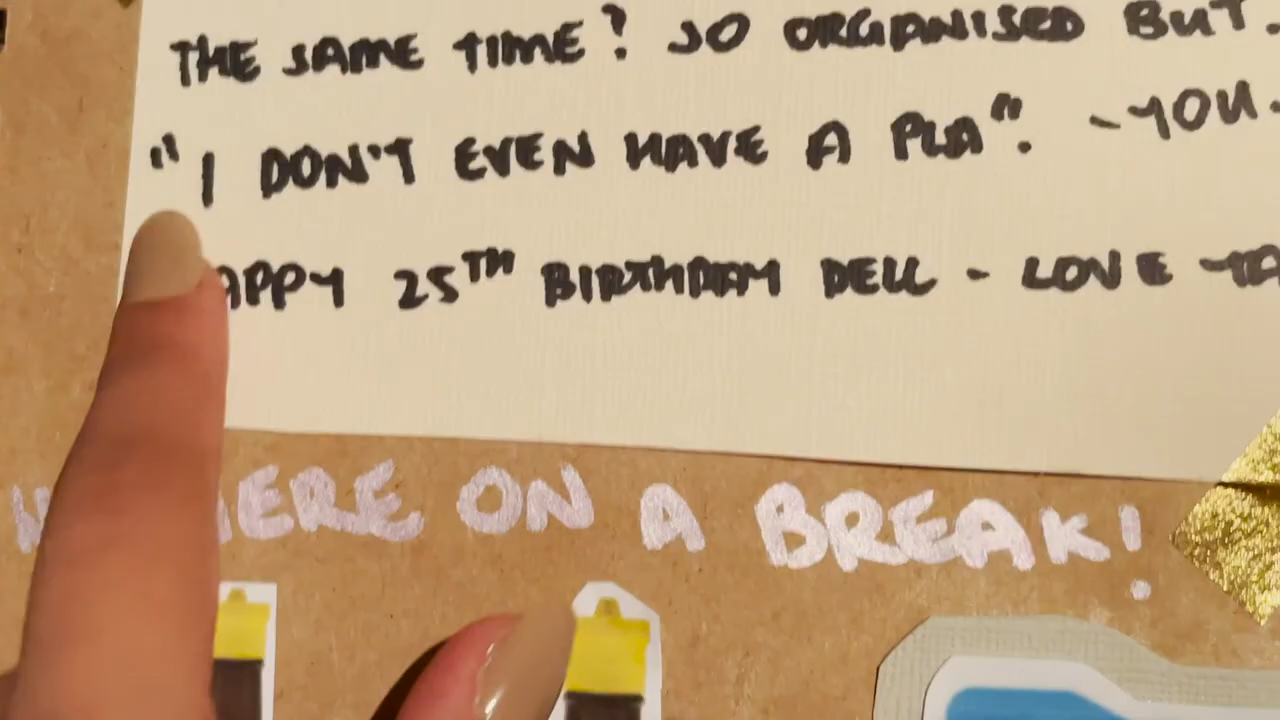 THE SAME TIME? SO ORGANISED BUT
"I DON'T EVEN HAVE A PLA". - YOU
APPY 25TH BIRTHDAY DELL - LOVE
ERE ON A BREAK!